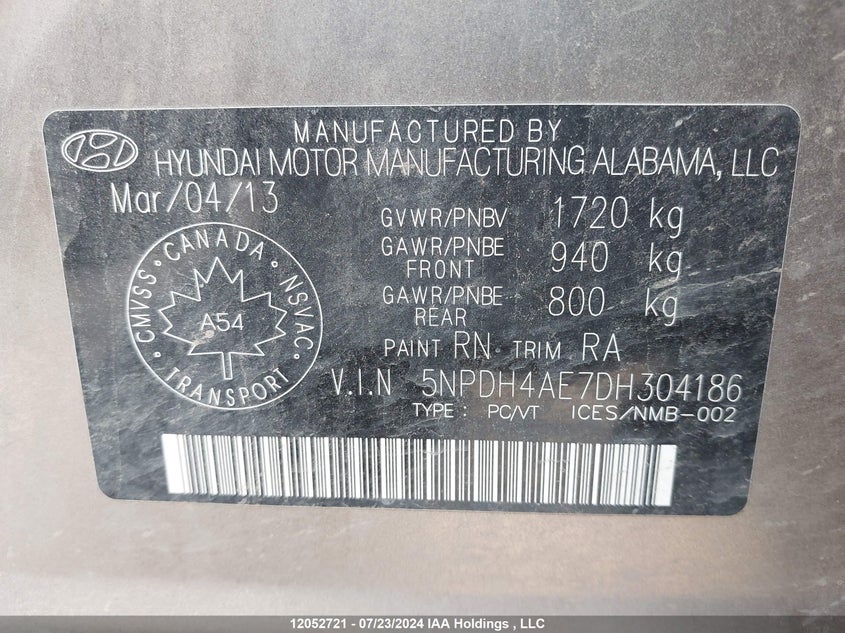 MANUFACTURED BY
HYUNDAI MOTOR MANUFACTURING ALABAMA, LLC
Mar/04/13
GVWR/PNBV 1720 kg
GAWR/PNBE FRONT 940 kg
GAWR/PNBE REAR 800 kg
CANADA
CMVSS NSVAC
A54
TRANSPORT
PAINT RN TRIM RA
V.I.N 5NPDH4AE7DH304186
TYPE: PC/VT ICES/NMB-002
12052721 - 07/23/2024 IAA Holdings , LLC